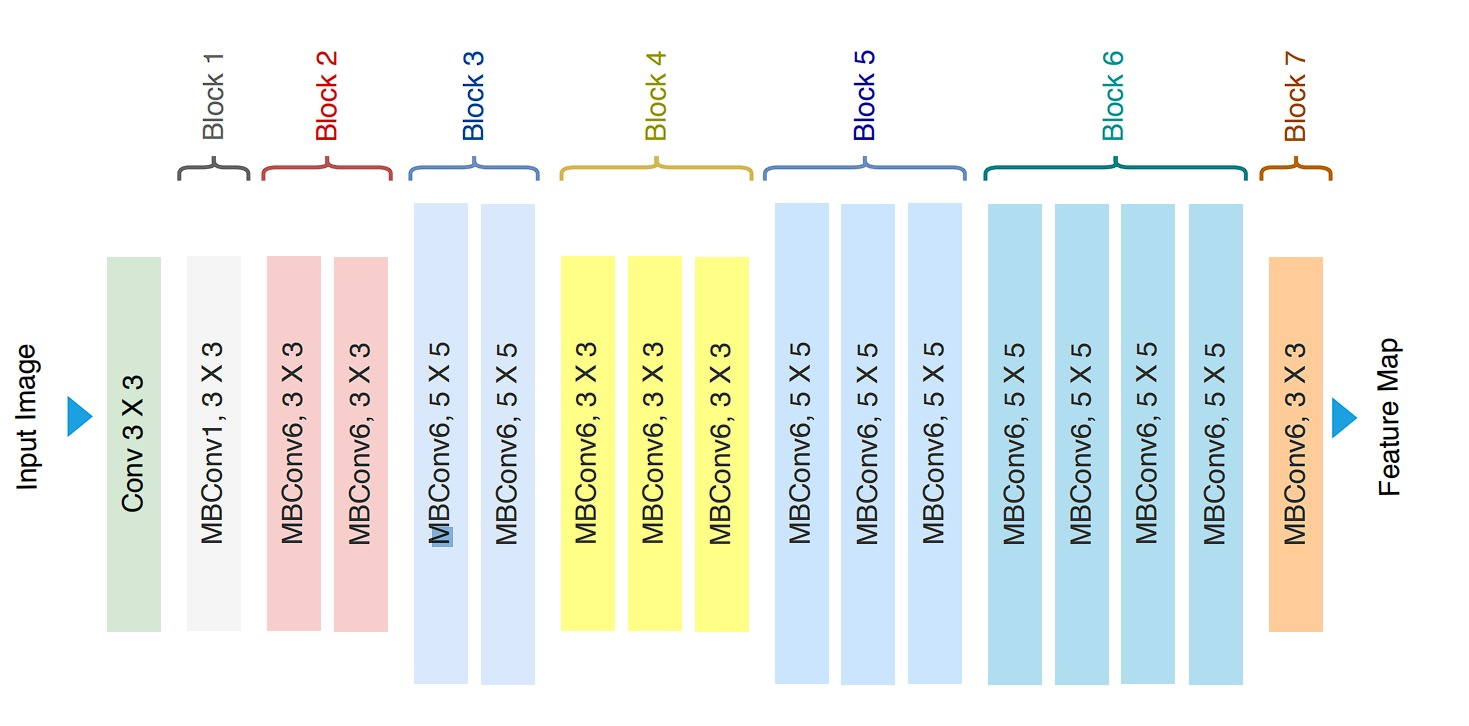 Block 1
Block 2
Block 3
Block 4
Block 5
Block 6
Block 7
Input Image
Conv 3 X 3
MBConv1, 3 X 3
MBConv6, 3 X 3
MBConv6, 3 X 3
MBConv6, 5 X 5
MBConv6, 5 X 5
MBConv6, 3 X 3
MBConv6, 3 X 3
MBConv6, 3 X 3
MBConv6, 5 X 5
MBConv6, 5 X 5
MBConv6, 5 X 5
MBConv6, 5 X 5
MBConv6, 5 X 5
MBConv6, 5 X 5
MBConv6, 5 X 5
MBConv6, 3 X 3
Feature Map